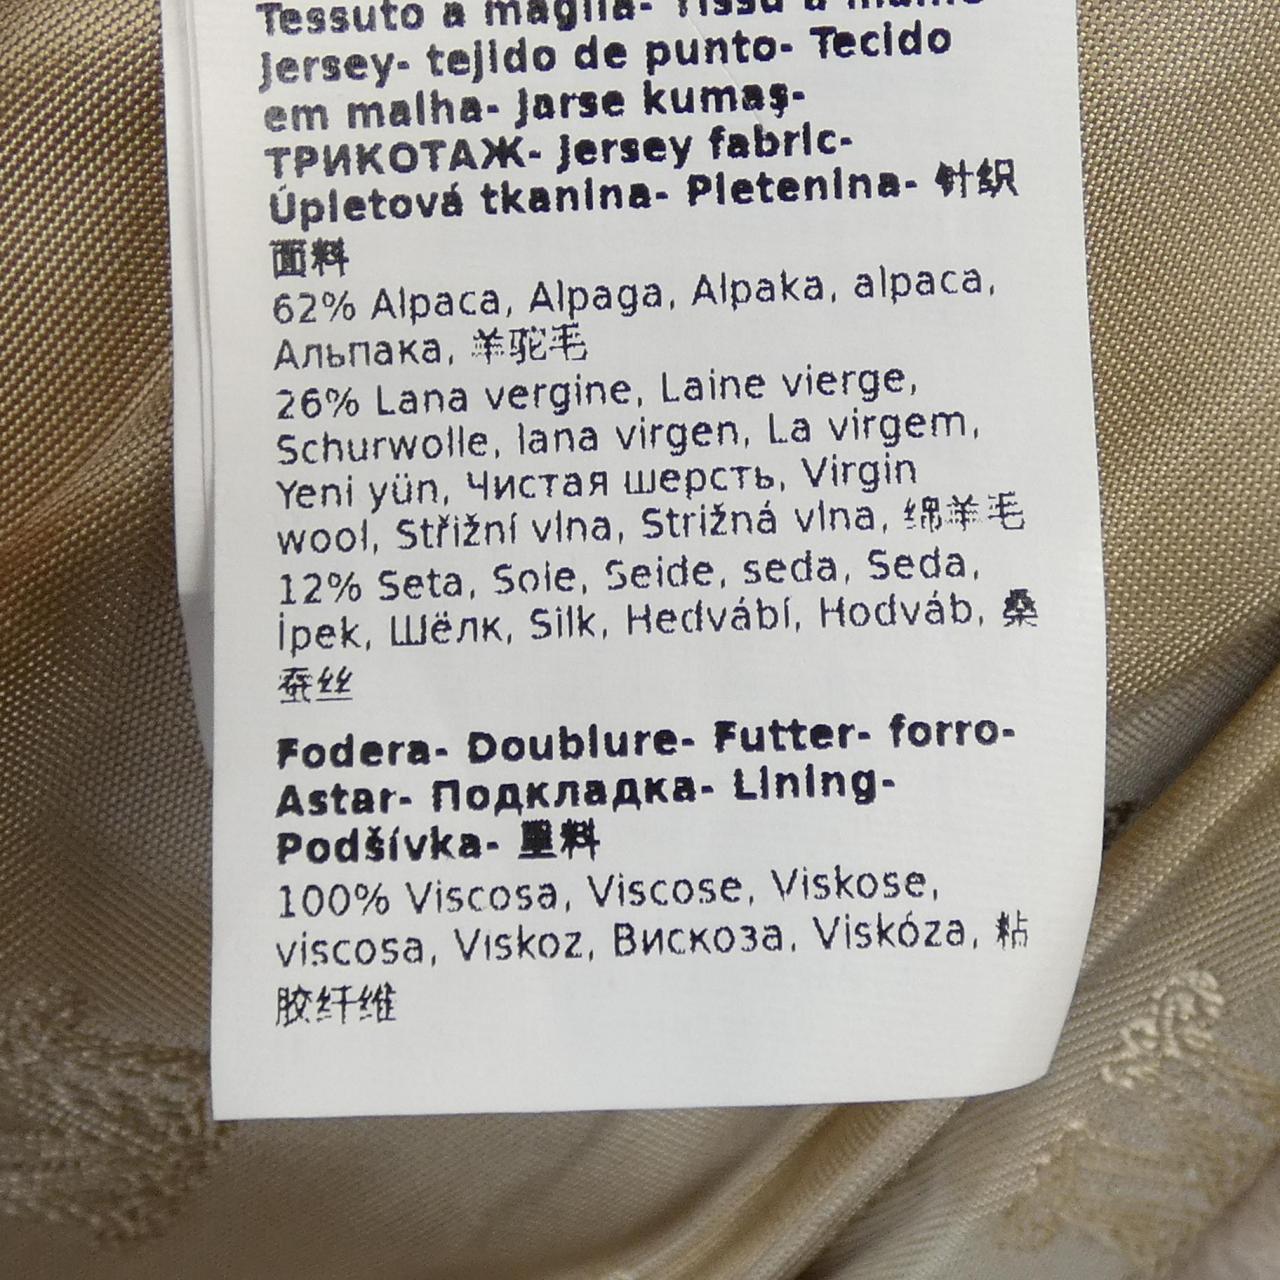 Tessuto a maglia- Tissu à maille
Jersey- tejido de punto- Tecido
em malha- Jarse kumaş-
ТРИКОТАЖ- Jersey fabric-
Úpletová tkanina- Pletenina- 针织
面料
62% Alpaca, Alpaga, Alpaka, alpaca,
Альпака, 羊驼毛
26% Lana vergine, Laine vierge,
Schurwolle, lana virgen, La virgem,
Yeni yün, Чистая шерсть, Virgin
wool, Střižní vlna, Strižná vlna, 绵羊毛
12% Seta, Soie, Seide, seda, Seda,
İpek, Шёлк, Silk, Hedvábí, Hodváb, 桑
蚕丝
Fodera- Doublure- Futter- forro-
Astar- Подкладка- Lining-
Podšívka- 里料
100% Viscosa, Viscose, Viskose,
viscosa, Viskoz, Вискоза, Viskóza, 粘
胶纤维